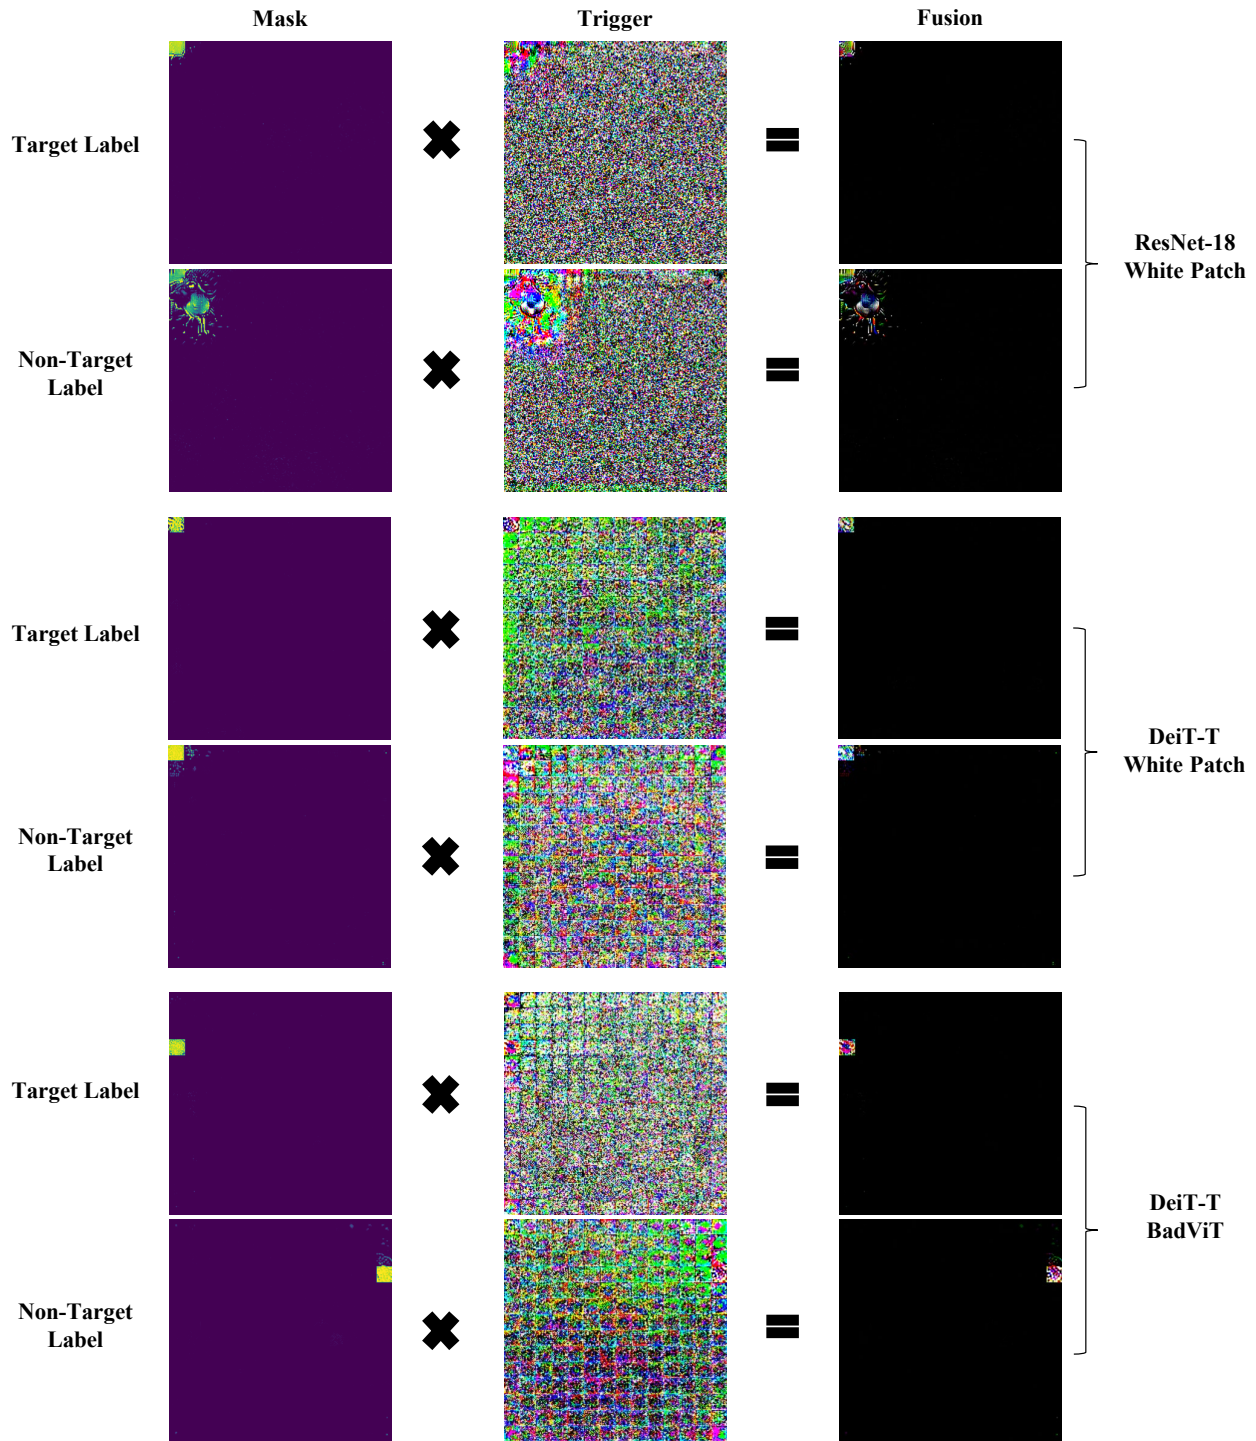 Mask
Trigger
Fusion
Target Label
ResNet-18
White Patch
Non-Target
Label
Target Label
DeiT-T
White Patch
Non-Target
Label
Target Label
DeiT-T
BadViT
Non-Target
Label